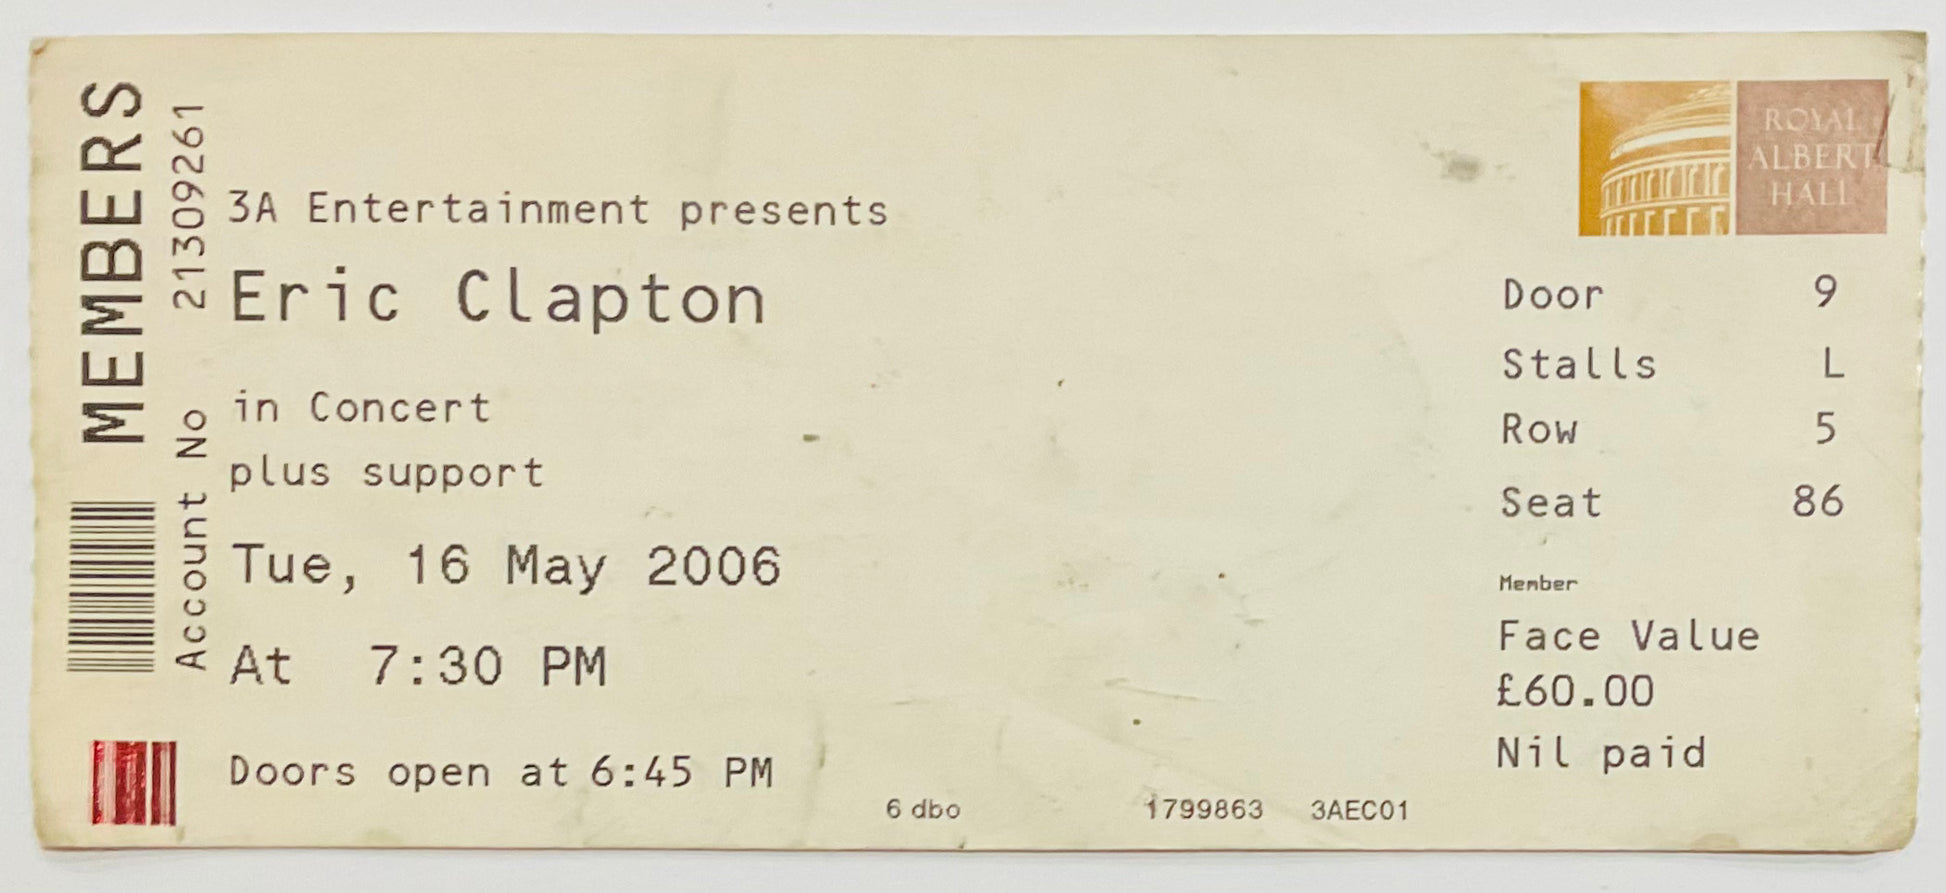 MEMBERS
Account No 21309261
3A Entertainment presents
Eric Clapton
in Concert
plus support
Tue, 16 May 2006
At 7:30 PM
Doors open at 6:45 PM
6 dbo 1799863 3AEC01
ROYAL
ALBERT
HALL
Door 9
Stalls L
Row 5
Seat 86
Member
Face Value
£60.00
Nil paid